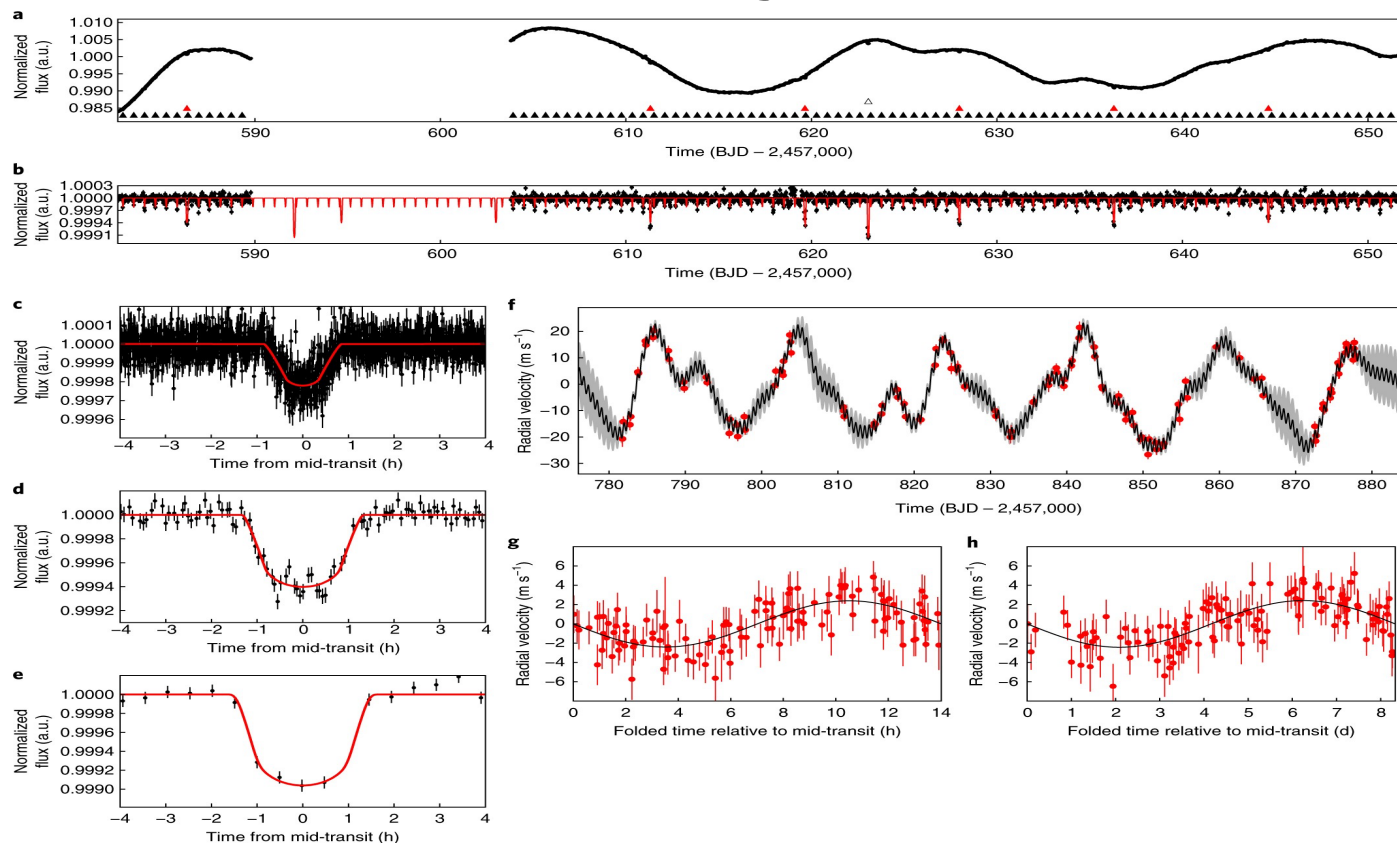 a
Normalized
flux (a.u.)
1.010
1.005
1.000
0.995
0.990
0.985
590 600 610 620 630 640 650
Time (BJD – 2,457,000)
b
Normalized
flux (a.u.)
1.0003
1.0000
0.9997
0.9994
0.9991
590 600 610 620 630 640 650
Time (BJD – 2,457,000)
c
Normalized
flux (a.u.)
1.0001
1.0000
0.9999
0.9998
0.9997
0.9996
−4 −3 −2 −1 0 1 2 3 4
Time from mid-transit (h)
d
Normalized
flux (a.u.)
1.0000
0.9998
0.9996
0.9994
0.9992
−4 −3 −2 −1 0 1 2 3 4
Time from mid-transit (h)
e
Normalized
flux (a.u.)
1.0000
0.9998
0.9996
0.9994
0.9992
0.9990
−4 −3 −2 −1 0 1 2 3 4
Time from mid-transit (h)
f
Radial velocity (m s⁻¹)
20
10
0
−10
−20
−30
780 790 800 810 820 830 840 850 860 870 880
Time (BJD – 2,457,000)
g
Radial velocity (m s⁻¹)
6
4
2
0
−2
−4
−6
0 2 4 6 8 10 12 14
Folded time relative to mid-transit (h)
h
Radial velocity (m s⁻¹)
6
4
2
0
−2
−4
−6
0 1 2 3 4 5 6 7 8
Folded time relative to mid-transit (d)